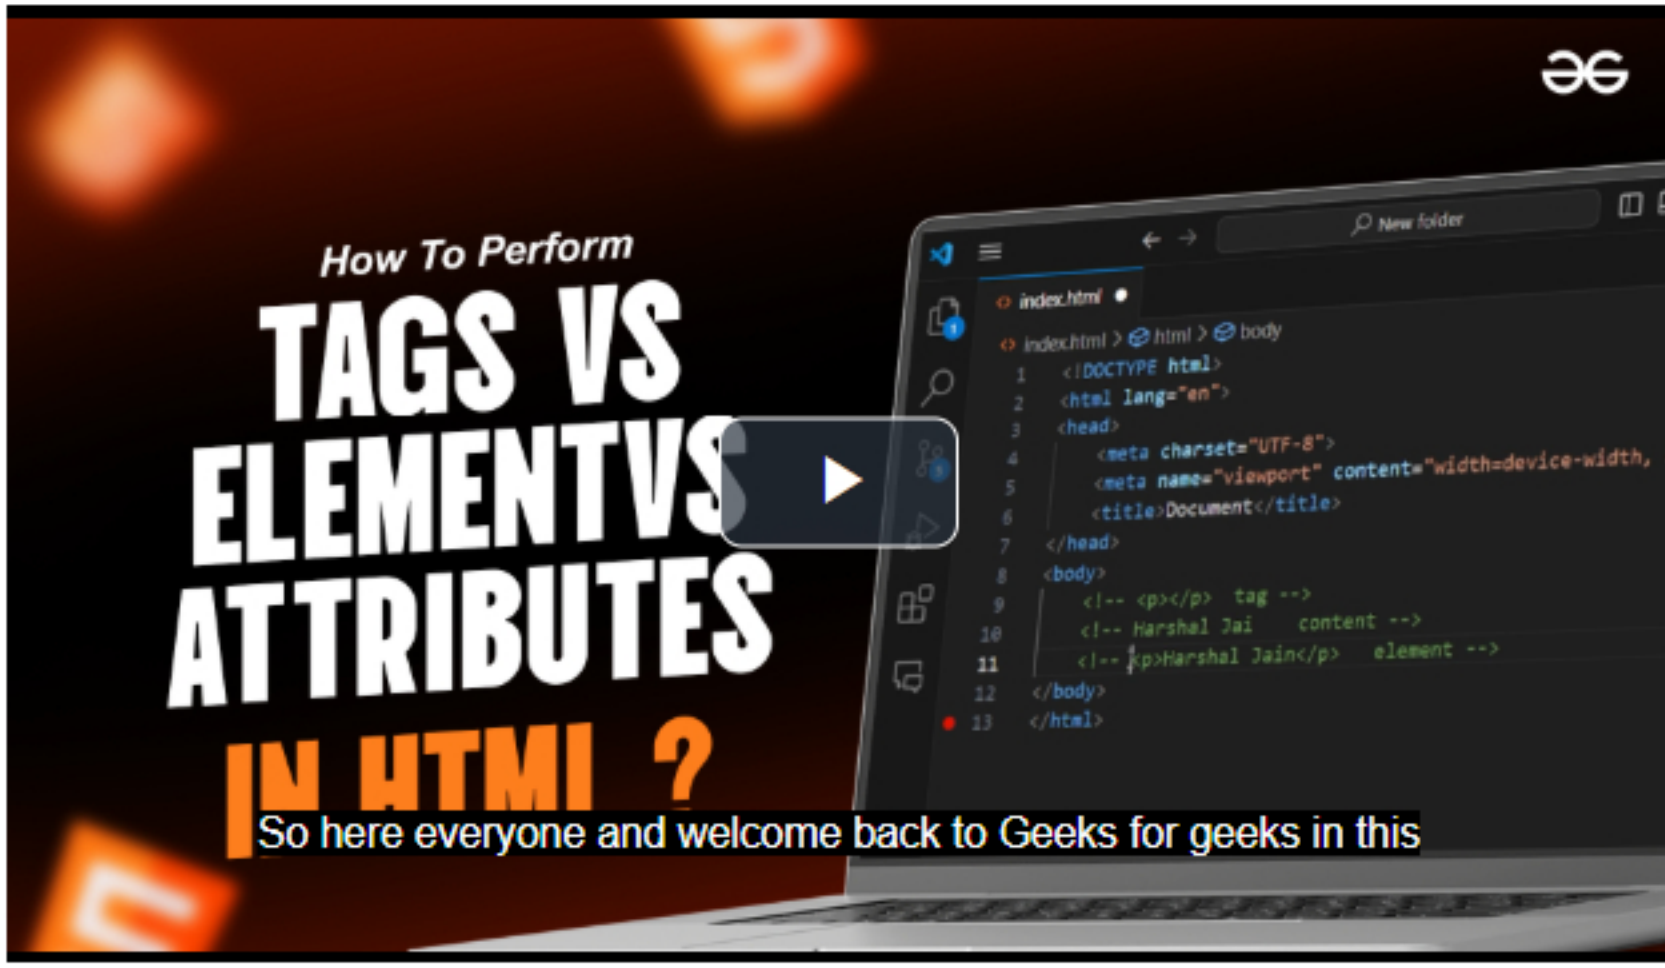 How To Perform
TAGS VS
ELEMENTVS
ATTRIBUTES
IN HTML ?
New folder
index.html
index.html > html > body
1 <!DOCTYPE html>
2 <html lang="en">
3 <head>
4 <meta charset="UTF-8">
5 <meta name="viewport" content="width=device-width,
6 <title>Document</title>
7 </head>
8 <body>
9 <!-- <p></p> tag -->
10 <!-- Harshal Jai content -->
11 <!-- <p>Harshal Jain</p> element -->
12 </body>
13 </html>
So here everyone and welcome back to Geeks for geeks in this